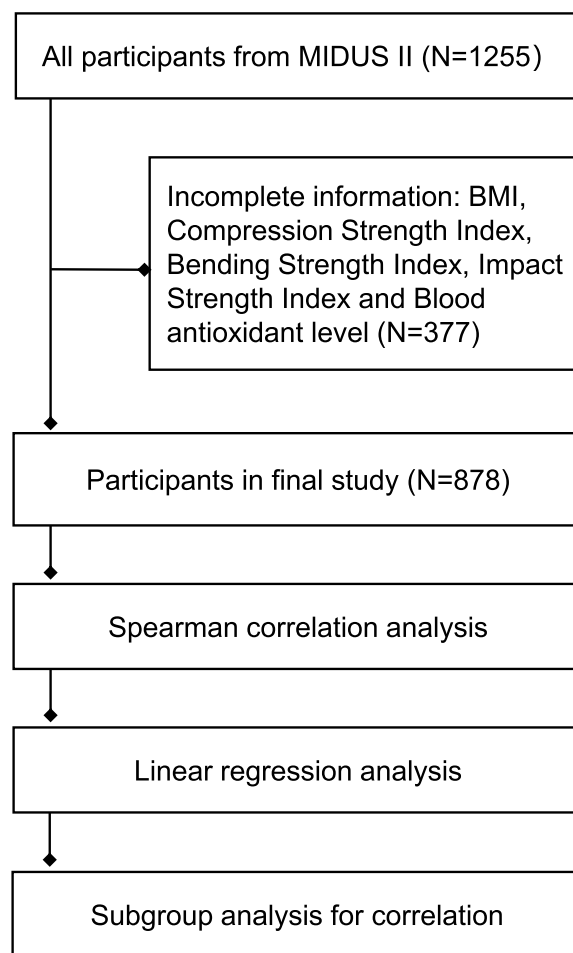 All participants from MIDUS II (N=1255)
Incomplete information: BMI,
Compression Strength Index,
Bending Strength Index, Impact
Strength Index and Blood
antioxidant level (N=377)
Participants in final study (N=878)
Spearman correlation analysis
Linear regression analysis
Subgroup analysis for correlation